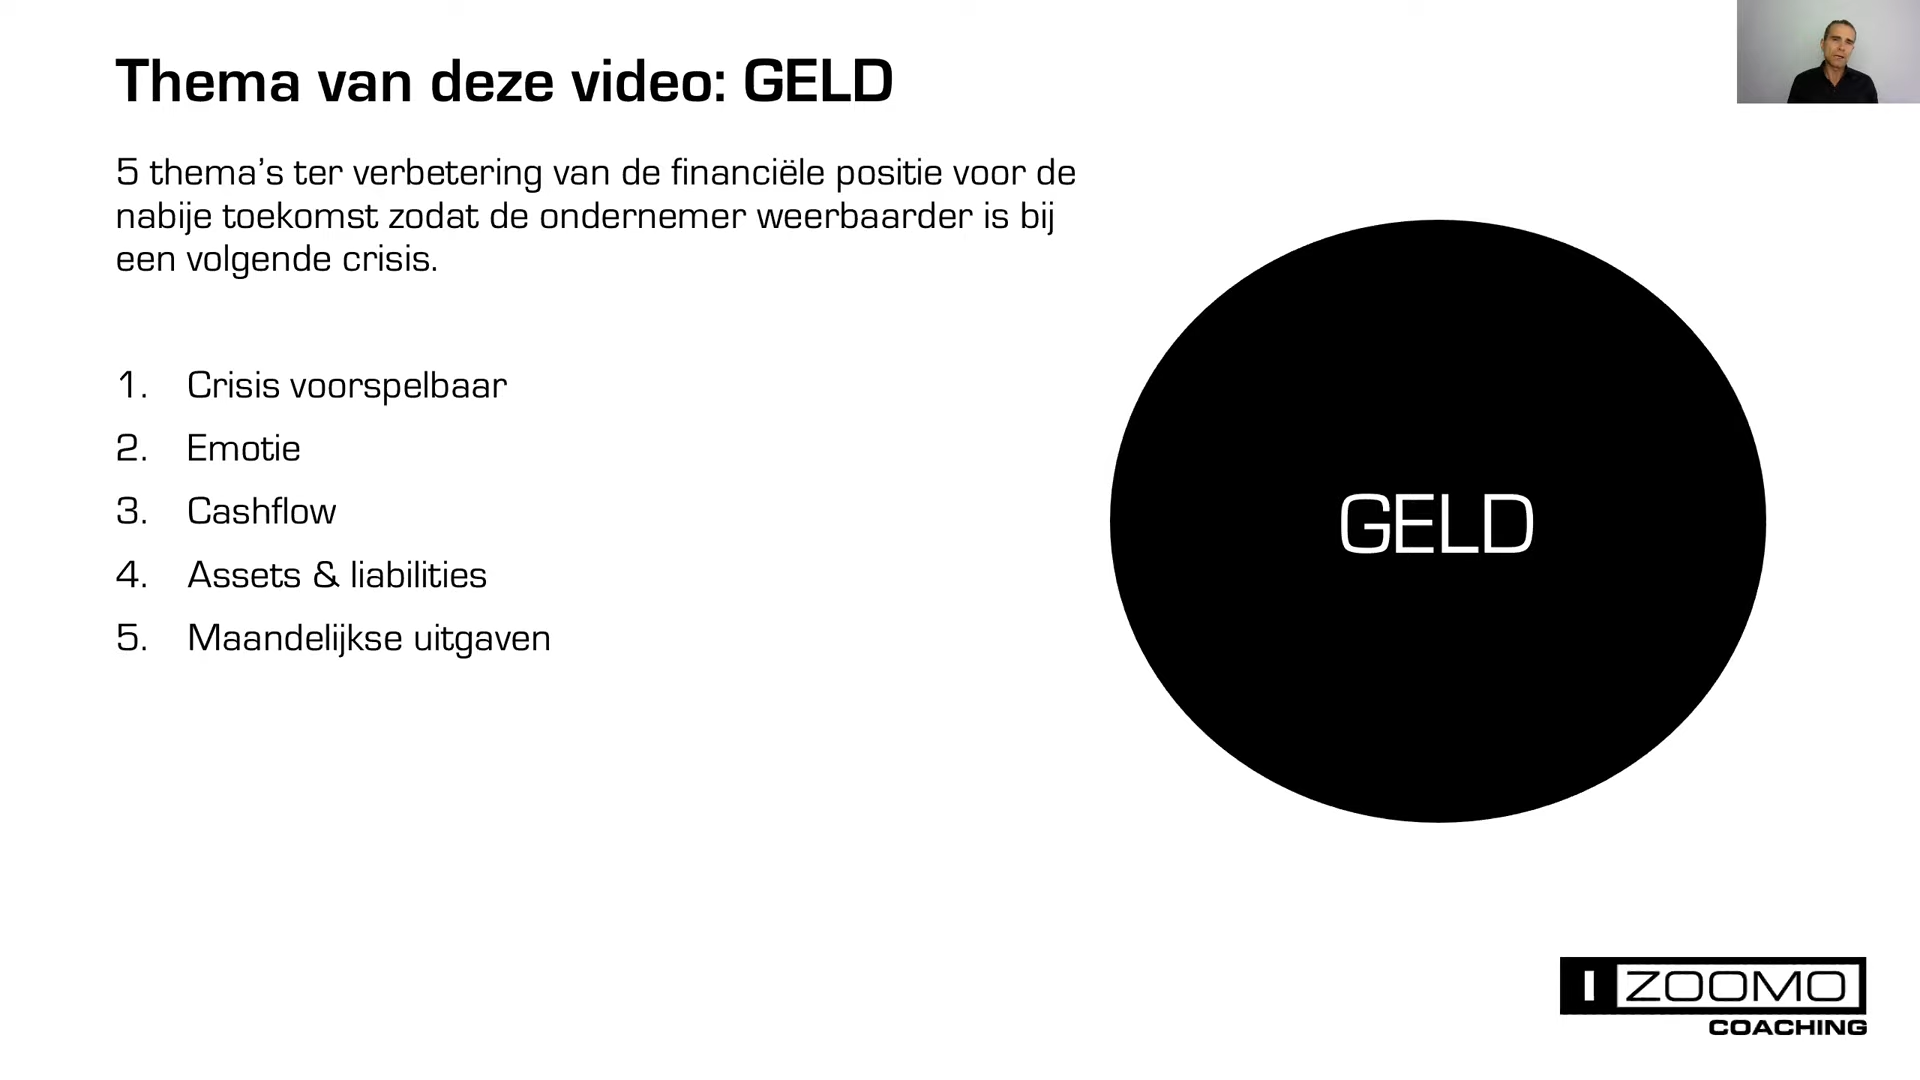 Thema van deze video: GELD
5 thema’s ter verbetering van de financiële positie voor de
nabije toekomst zodat de ondernemer weerbaarder is bij
een volgende crisis.
1. Crisis voorspelbaar
2. Emotie
3. Cashflow
4. Assets & liabilities
5. Maandelijkse uitgaven
GELD
I ZOOMO
COACHING